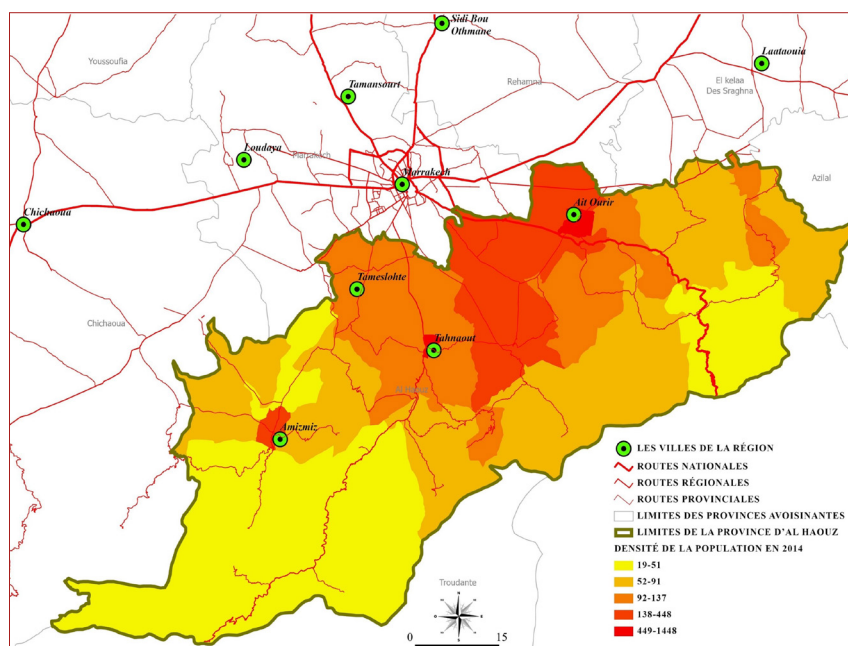 Sidi Bou
Othmane
Laataouia
Youssoufia
Rehamna
El kelaa
Des Sraghna
Tamansourt
Loudaya
Marrakech
Marrakech
Azilal
Ait Ourir
Chichaoua
Tameslohte
Chichaoua
Tahnaout
Al Haouz
Amizmiz
LES VILLES DE LA RÉGION
ROUTES NATIONALES
ROUTES RÉGIONALES
ROUTES PROVINCIALES
LIMITES DES PROVINCES AVOISINANTES
LIMITES DE LA PROVINCE D'AL HAOUZ
DENSITÉ DE LA POPULATION EN 2014
19-51
52-91
92-137
138-448
449-1448
Troudante
N
0 15